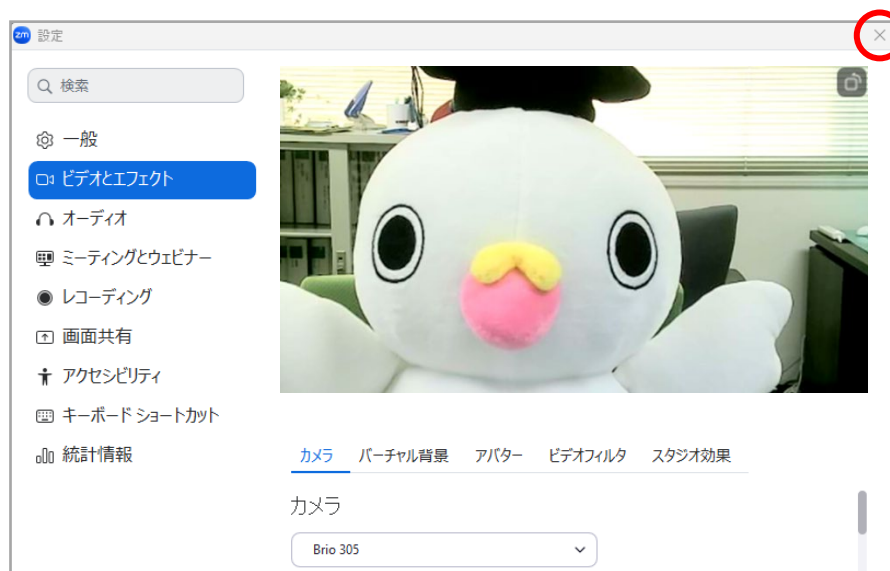 zm 設定
検索
一般
ビデオとエフェクト
オーディオ
ミーティングとウェビナー
レコーディング
画面共有
アクセシビリティ
キーボード ショートカット
統計情報
カメラ バーチャル背景 アバター ビデオフィルタ スタジオ効果
カメラ
Brio 305